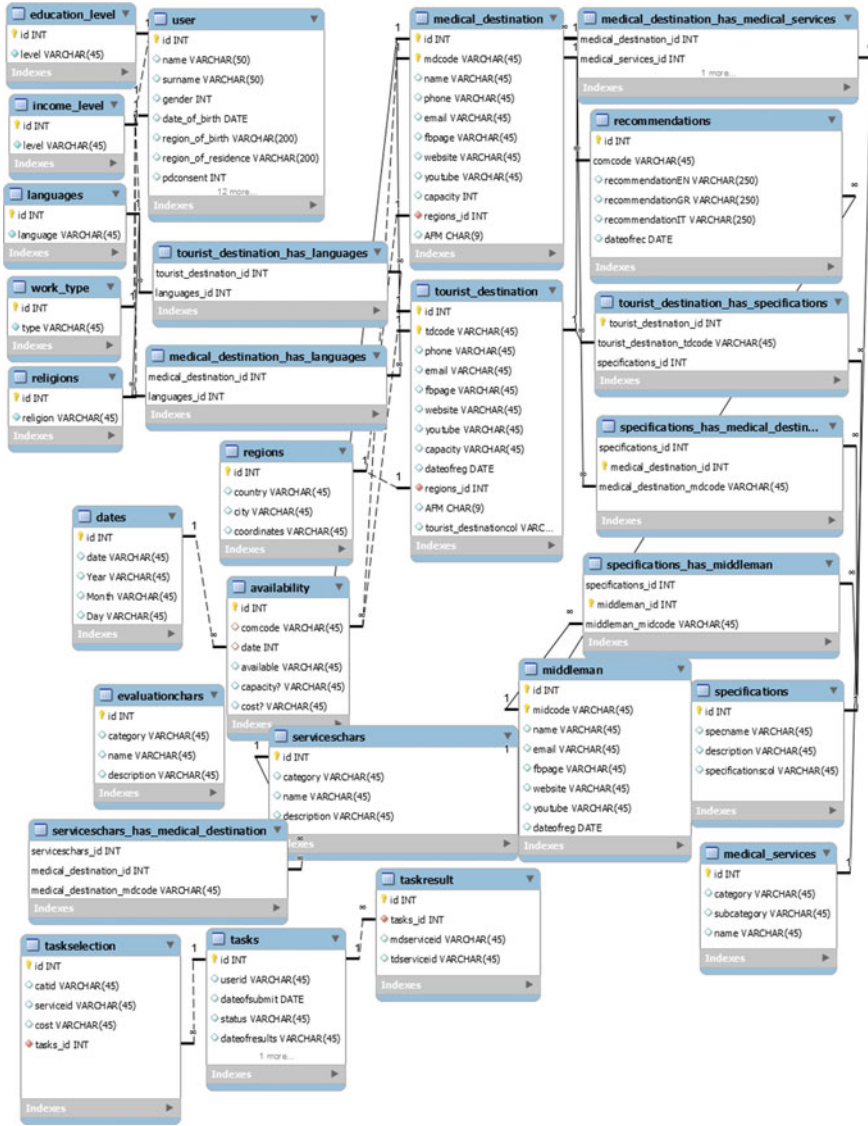 education_level
id INT
level VARCHAR(45)
Indexes
income_level
id INT
level VARCHAR(45)
Indexes
languages
id INT
language VARCHAR(45)
Indexes
work_type
id INT
type VARCHAR(45)
Indexes
religions
id INT
religion VARCHAR(45)
Indexes
user
id INT
name VARCHAR(50)
surname VARCHAR(50)
gender INT
date_of_birth DATE
region_of_birth VARCHAR(200)
region_of_residence VARCHAR(200)
pdconsent INT
12 more...
Indexes
tourist_destination_has_languages
tourist_destination_id INT
languages_id INT
Indexes
medical_destination_has_languages
medical_destination_id INT
languages_id INT
Indexes
medical_destination
id INT
mdcode VARCHAR(45)
name VARCHAR(45)
phone VARCHAR(45)
email VARCHAR(45)
fbpage VARCHAR(45)
website VARCHAR(45)
youtube VARCHAR(45)
capacity INT
regions_id INT
AFM CHAR(9)
Indexes
tourist_destination
id INT
tdcode VARCHAR(45)
phone VARCHAR(45)
email VARCHAR(45)
fbpage VARCHAR(45)
website VARCHAR(45)
youtube VARCHAR(45)
capacity VARCHAR(45)
dateofreg DATE
regions_id INT
AFM CHAR(9)
tourist_destinationcol VARC...
Indexes
medical_destination_has_medical_services
medical_destination_id INT
medical_services_id INT
1 more...
Indexes
recommendations
id INT
comcode VARCHAR(45)
recommendationEN VARCHAR(250)
recommendationGR VARCHAR(250)
recommendationIT VARCHAR(250)
dateofrec DATE
Indexes
tourist_destination_has_specifications
tourist_destination_id INT
tourist_destination_tdcode VARCHAR(45)
specifications_id INT
Indexes
specifications_has_medical_destin...
specifications_id INT
medical_destination_id INT
medical_destination_mdcode VARCHAR(45)
Indexes
regions
id INT
country VARCHAR(45)
city VARCHAR(45)
coordinates VARCHAR(45)
Indexes
dates
id INT
date VARCHAR(45)
Year VARCHAR(45)
Month VARCHAR(45)
Day VARCHAR(45)
Indexes
availability
id INT
comcode VARCHAR(45)
date INT
available VARCHAR(45)
capacity? VARCHAR(45)
cost? VARCHAR(45)
Indexes
specifications_has_middleman
specifications_id INT
middleman_id INT
middleman_midcode VARCHAR(45)
Indexes
evaluationchars
id INT
category VARCHAR(45)
name VARCHAR(45)
description VARCHAR(45)
Indexes
serviceschars
id INT
category VARCHAR(45)
name VARCHAR(45)
description VARCHAR(45)
Indexes
middleman
id INT
midcode VARCHAR(45)
name VARCHAR(45)
email VARCHAR(45)
fbpage VARCHAR(45)
website VARCHAR(45)
youtube VARCHAR(45)
dateofreg DATE
Indexes
specifications
id INT
specname VARCHAR(45)
description VARCHAR(45)
specificationscol VARCHAR(45)
Indexes
serviceschars_has_medical_destination
serviceschars_id INT
medical_destination_id INT
medical_destination_mdcode VARCHAR(45)
Indexes
medical_services
id INT
category VARCHAR(45)
subcategory VARCHAR(45)
name VARCHAR(45)
Indexes
taskresult
id INT
tasks_id INT
mdserviceid VARCHAR(45)
tdserviceid VARCHAR(45)
Indexes
taskselection
id INT
catid VARCHAR(45)
serviceid VARCHAR(45)
cost VARCHAR(45)
tasks_id INT
Indexes
tasks
id INT
userid VARCHAR(45)
dateofsubmit DATE
status VARCHAR(45)
dateofresults VARCHAR(45)
1 more...
Indexes